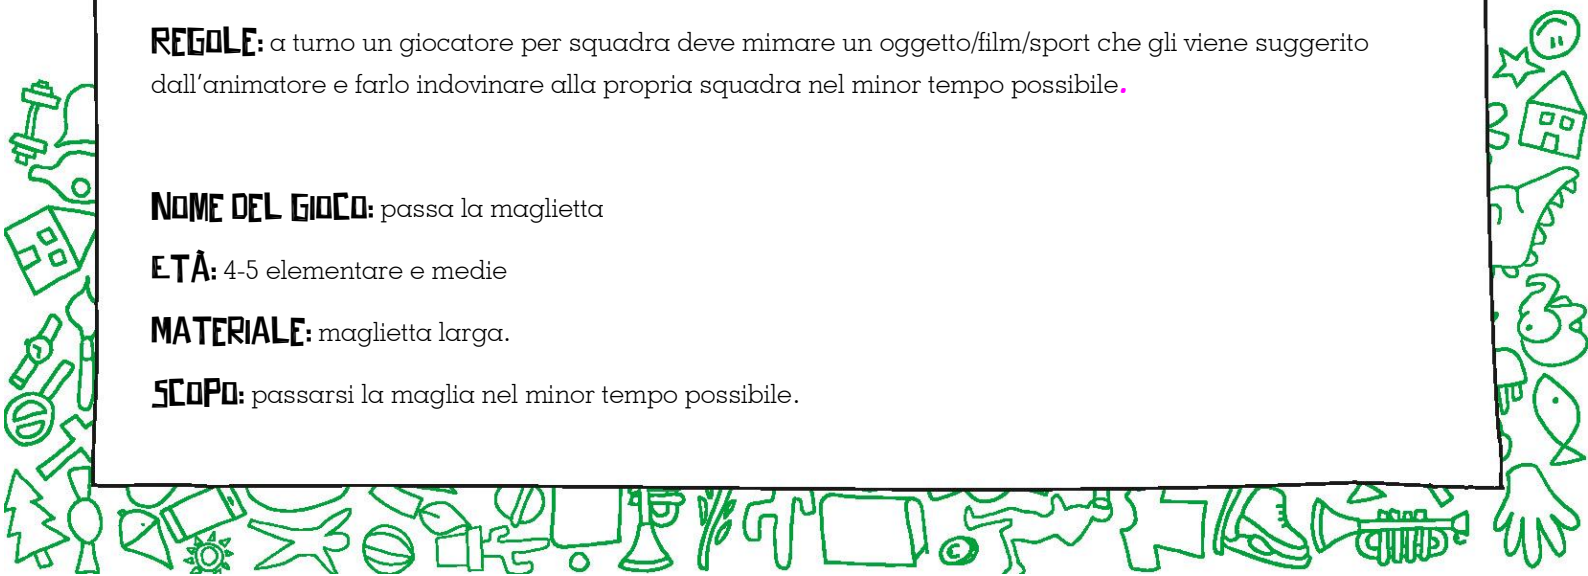 REGOLE: a turno un giocatore per squadra deve mimare un oggetto/film/sport che gli viene suggerito
dall'animatore e farlo indovinare alla propria squadra nel minor tempo possibile.
NOME DEL GIOCO: passa la maglietta
ETÀ: 4-5 elementare e medie
MATERIALE: maglietta larga.
SCOPO: passarsi la maglia nel minor tempo possibile.